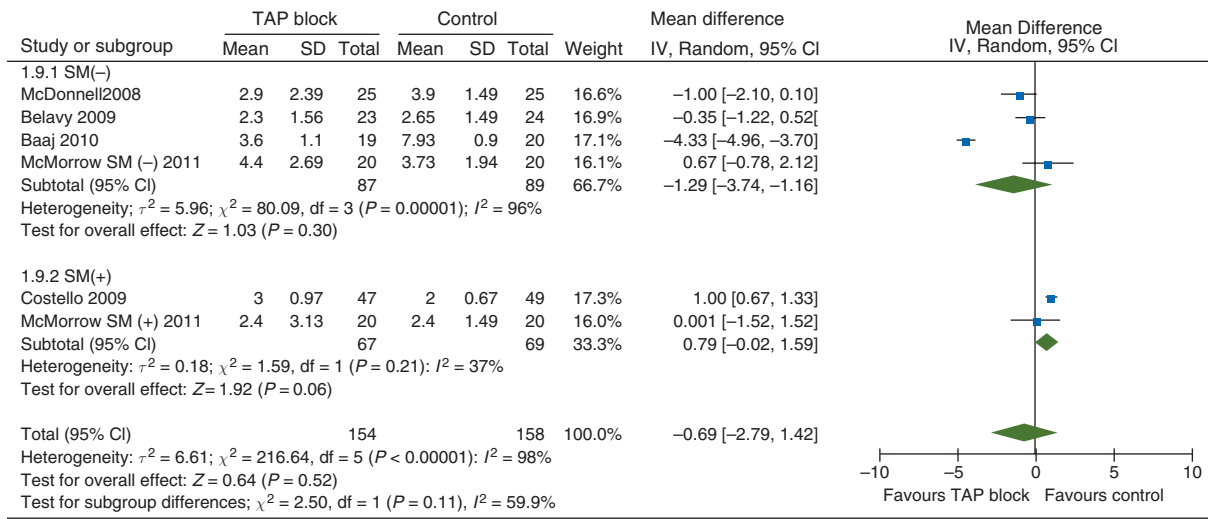 TAP block Control Mean difference Mean Difference
Study or subgroup Mean SD Total Mean SD Total Weight IV, Random, 95% CI IV, Random, 95% CI
1.9.1 SM(–)
McDonnell2008 2.9 2.39 25 3.9 1.49 25 16.6% –1.00 [–2.10, 0.10]
Belavy 2009 2.3 1.56 23 2.65 1.49 24 16.9% –0.35 [–1.22, 0.52[
Baaj 2010 3.6 1.1 19 7.93 0.9 20 17.1% –4.33 [–4.96, –3.70]
McMorrow SM (–) 2011 4.4 2.69 20 3.73 1.94 20 16.1% 0.67 [–0.78, 2.12]
Subtotal (95% CI) 87 89 66.7% –1.29 [–3.74, –1.16]
Heterogeneity; τ² = 5.96; χ² = 80.09, df = 3 (P = 0.00001); I² = 96%
Test for overall effect: Z = 1.03 (P = 0.30)
1.9.2 SM(+)
Costello 2009 3 0.97 47 2 0.67 49 17.3% 1.00 [0.67, 1.33]
McMorrow SM (+) 2011 2.4 3.13 20 2.4 1.49 20 16.0% 0.001 [–1.52, 1.52]
Subtotal (95% CI) 67 69 33.3% 0.79 [–0.02, 1.59]
Heterogeneity: τ² = 0.18; χ² = 1.59, df = 1 (P = 0.21): I² = 37%
Test for overall effect: Z= 1.92 (P = 0.06)
Total (95% CI) 154 158 100.0% –0.69 [–2.79, 1.42]
Heterogeneity: τ² = 6.61; χ² = 216.64, df = 5 (P < 0.00001): I² = 98%
Test for overall effect: Z = 0.64 (P = 0.52)
Test for subgroup differences; χ² = 2.50, df = 1 (P = 0.11), I² = 59.9%
–10 –5 0 5 10
Favours TAP block Favours control